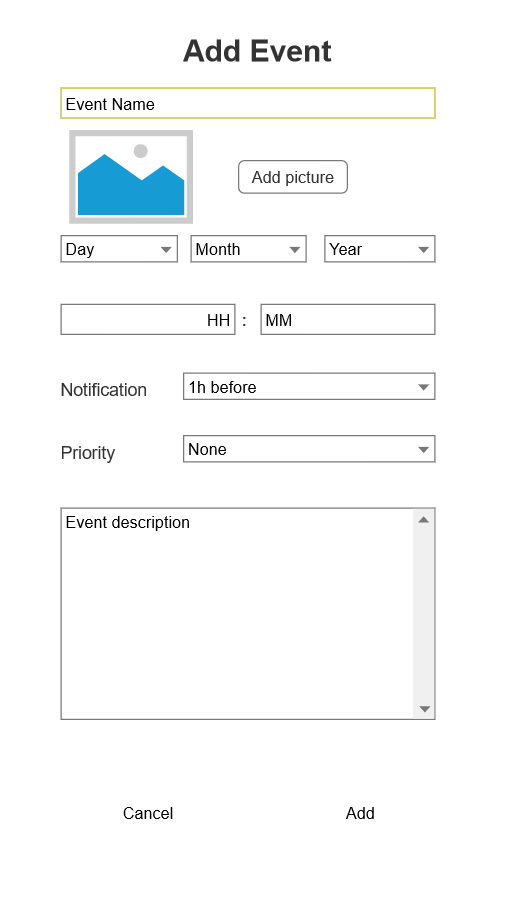 Add Event
Event Name
Add picture
Day Month Year
HH : MM
Notification 1h before
Priority None
Event description
Cancel Add